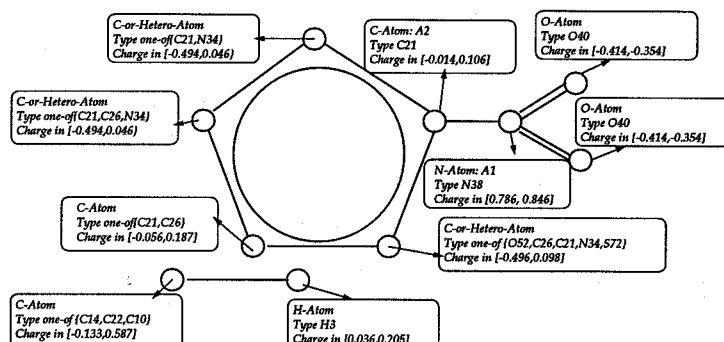 C-or-Hetero-Atom
Type one-of{C21,N34}
Charge in [-0.494,0.046]
C-Atom: A2
Type C21
Charge in [-0.014,0.106]
O-Atom
Type O40
Charge in [-0.414,-0.354]
C-or-Hetero-Atom
Type one-of{C21,C26,N34}
Charge in [-0.494,0.046]
O-Atom
Type O40
Charge in [-0.414,-0.354]
N-Atom: A1
Type N38
Charge in [0.786, 0.846]
C-Atom
Type one-of{C21,C26}
Charge in [-0.056,0.187]
C-or-Hetero-Atom
Type one-of {O52,C26,C21,N34,S72}
Charge in [-0.496,0.098]
C-Atom
Type one-of {C14,C22,C10}
Charge in [-0.133,0.587]
H-Atom
Type H3
Charge in [0.036,0.205]